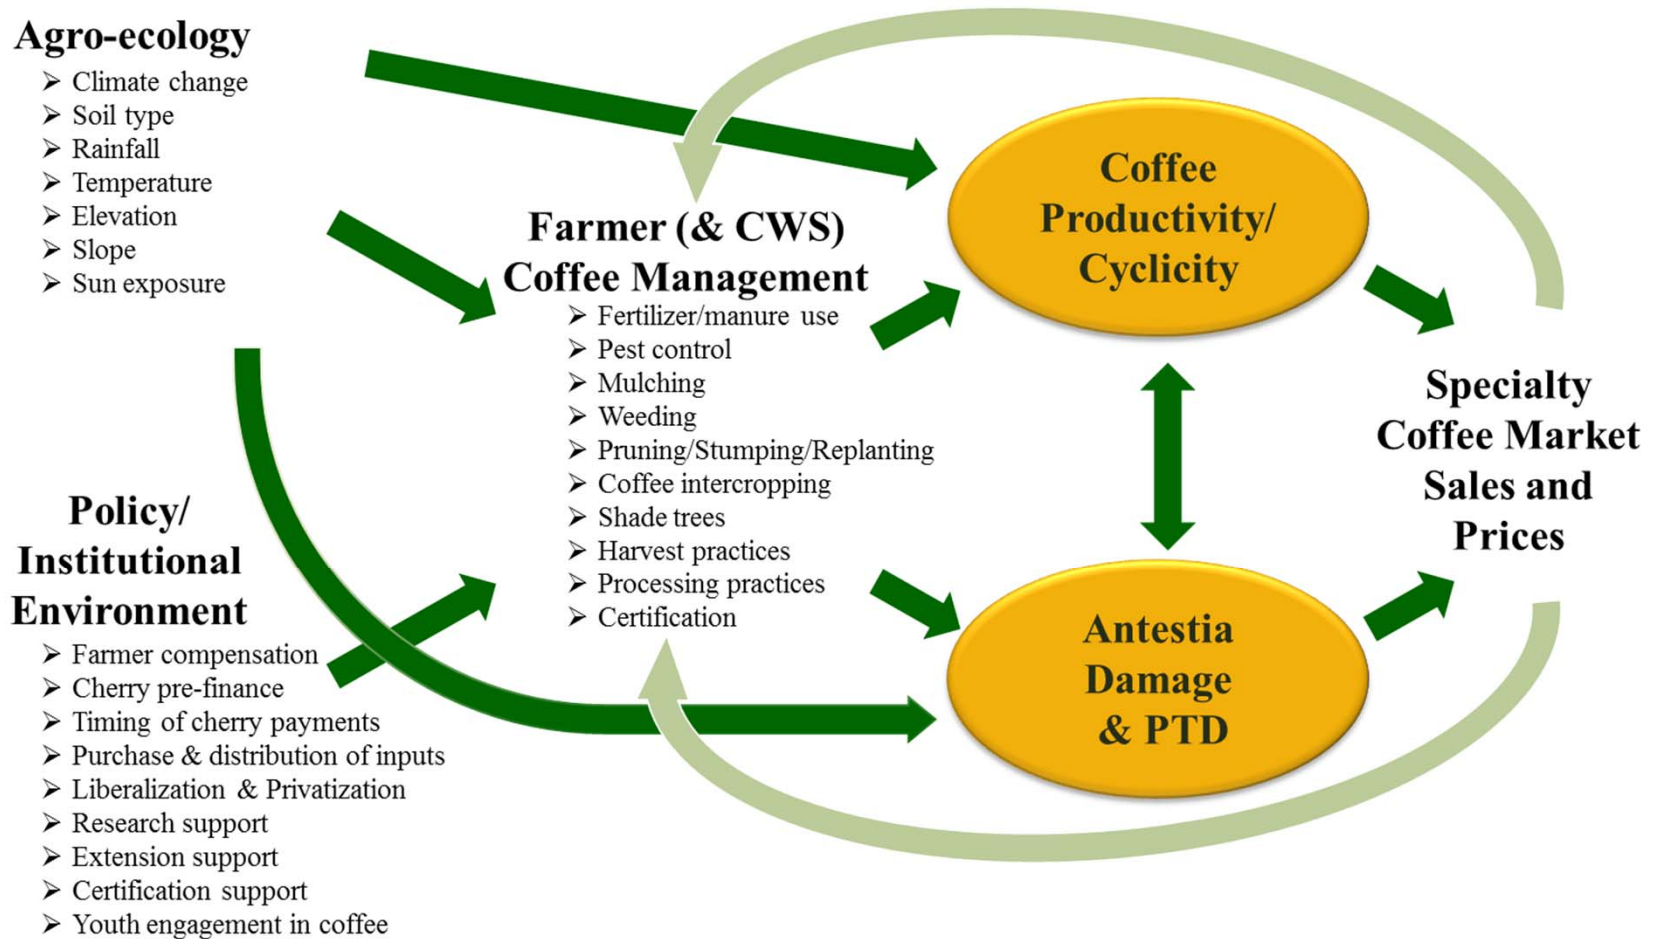 Agro-ecology
➢ Climate change
➢ Soil type
➢ Rainfall
➢ Temperature
➢ Elevation
➢ Slope
➢ Sun exposure
Policy/
Institutional
Environment
➢ Farmer compensation
➢ Cherry pre-finance
➢ Timing of cherry payments
➢ Purchase & distribution of inputs
➢ Liberalization & Privatization
➢ Research support
➢ Extension support
➢ Certification support
➢ Youth engagement in coffee
Farmer (& CWS)
Coffee Management
➢ Fertilizer/manure use
➢ Pest control
➢ Mulching
➢ Weeding
➢ Pruning/Stumping/Replanting
➢ Coffee intercropping
➢ Shade trees
➢ Harvest practices
➢ Processing practices
➢ Certification
Coffee
Productivity/
Cyclicity
Antestia
Damage
& PTD
Specialty
Coffee Market
Sales and
Prices